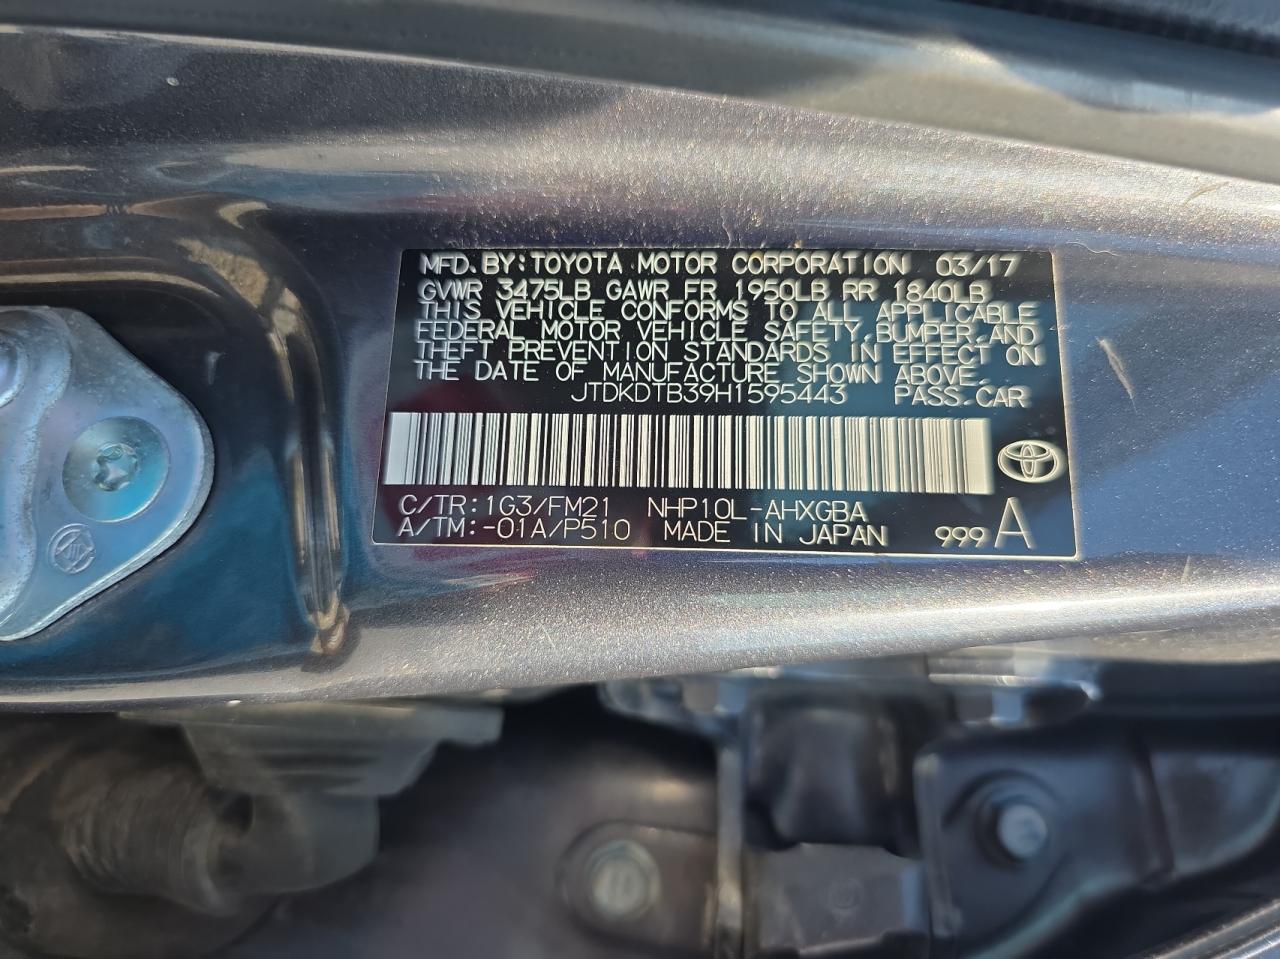 MFD.BY:TOYOTA MOTOR CORPORATION 03/17
GVWR 3475LB GAWR FR 1950LB RR 1840LB
THIS VEHICLE CONFORMS TO ALL APPLICABLE
FEDERAL MOTOR VEHICLE SAFETY,BUMPER,AND
THEFT PREVENTION STANDARDS IN EFFECT ON
THE DATE OF MANUFACTURE SHOWN ABOVE.
JTDKDTB39H1595443 PASS.CAR
C/TR:1G3/FM21 NHP10L-AHXGBA
A/TM:-01A/P510 MADE IN JAPAN 999 A